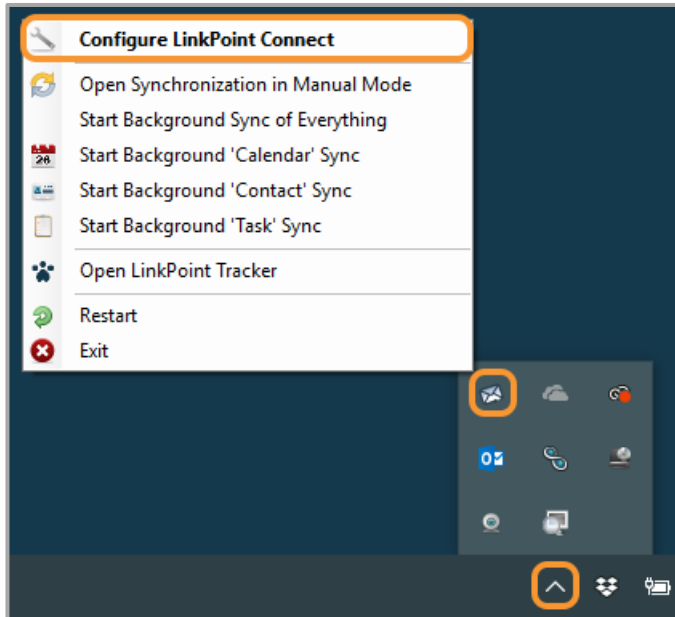 Configure LinkPoint Connect
Open Synchronization in Manual Mode
Start Background Sync of Everything
26
Start Background 'Calendar' Sync
Start Background 'Contact' Sync
Start Background 'Task' Sync
Open LinkPoint Tracker
Restart
Exit